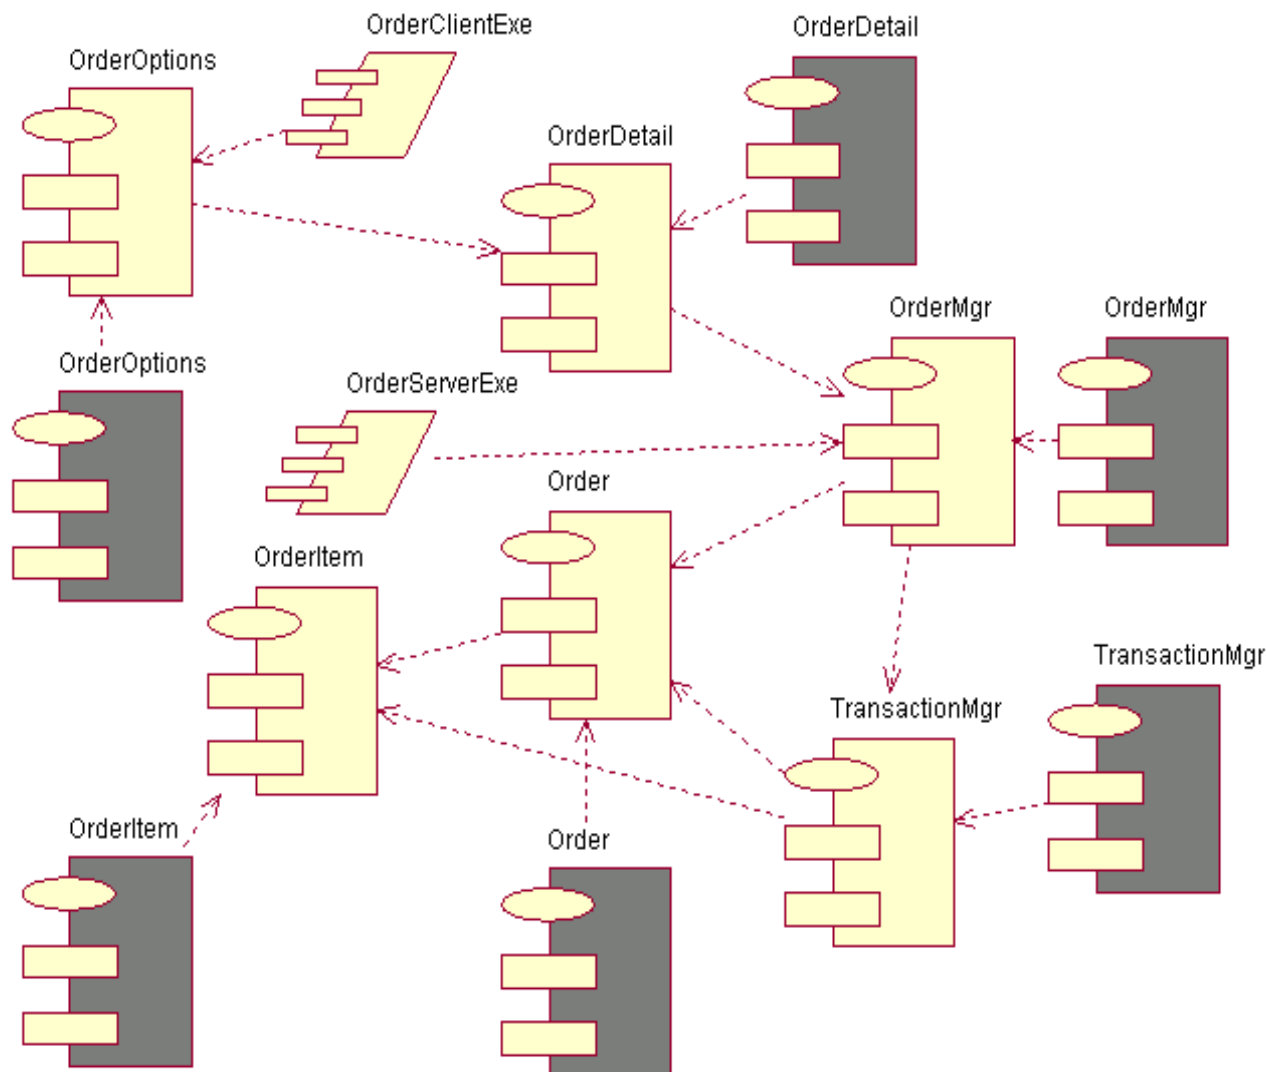 OrderClientExe
OrderDetail
OrderOptions
OrderDetail
OrderMgr
OrderMgr
OrderOptions
OrderServerExe
Order
OrderItem
TransactionMgr
TransactionMgr
OrderItem
Order